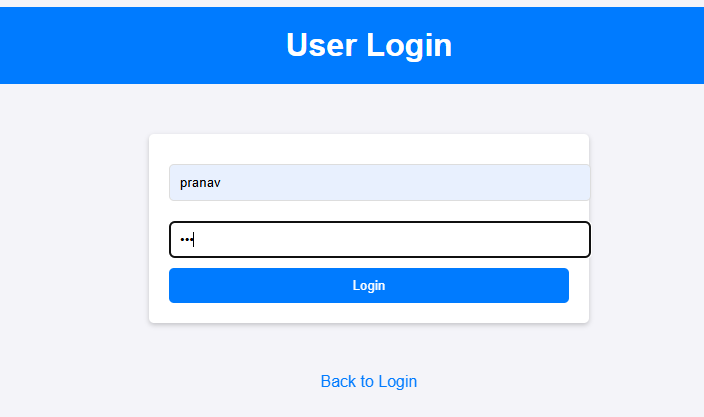 User Login
pranav
•••
Login
Back to Login